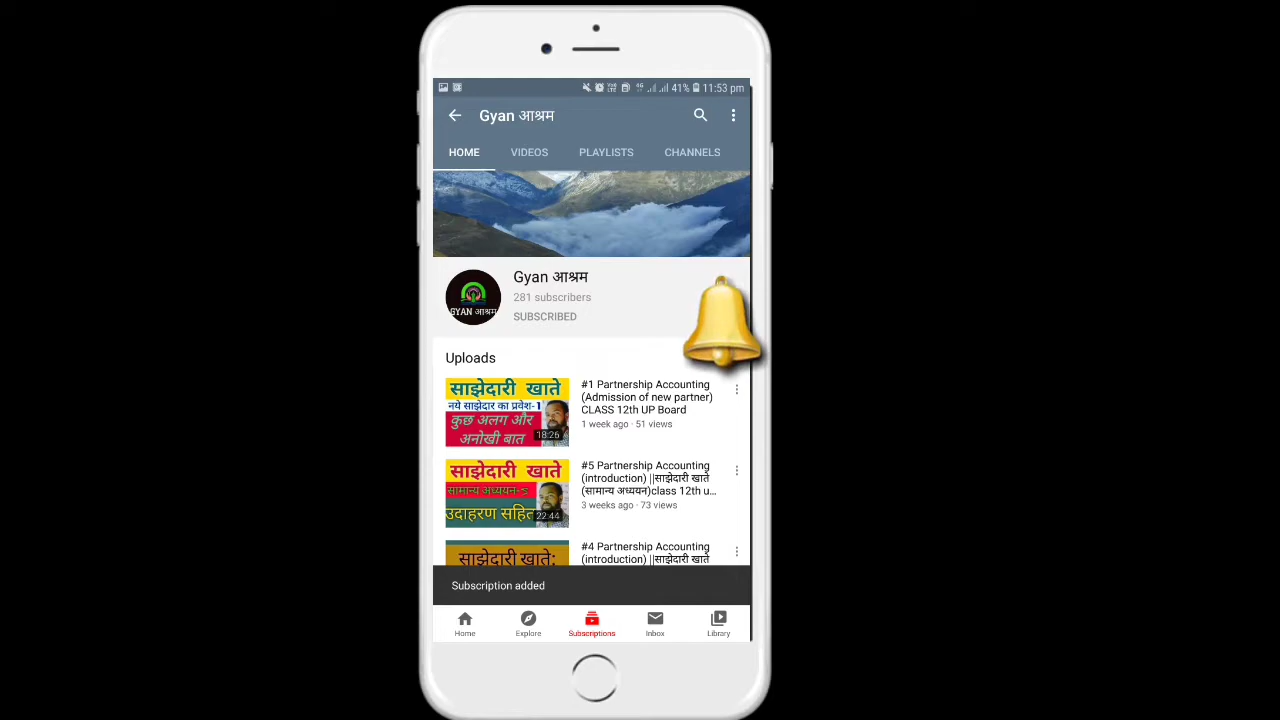 4G 41% 11:53 pm
Gyan आश्रम
HOME VIDEOS PLAYLISTS CHANNELS
Gyan आश्रम
281 subscribers
SUBSCRIBED
GYAN आश्रम
Uploads
साझेदारी खाते
नये साझेदार का प्रवेश-1
कुछ अलग और
अनोखी बात
18:26
#1 Partnership Accounting
(Admission of new partner)
CLASS 12th UP Board
1 week ago · 51 views
साझेदारी खाते
सामान्य अध्ययन-5
उदाहरण सहित
22:44
#5 Partnership Accounting
(introduction) ||साझेदारी खाते
(सामान्य अध्ययन)class 12th u...
3 weeks ago · 73 views
साझेदारी खाते:
#4 Partnership Accounting
(introduction) ||साझेदारी खाते
Subscription added
Home Explore Subscriptions Inbox Library